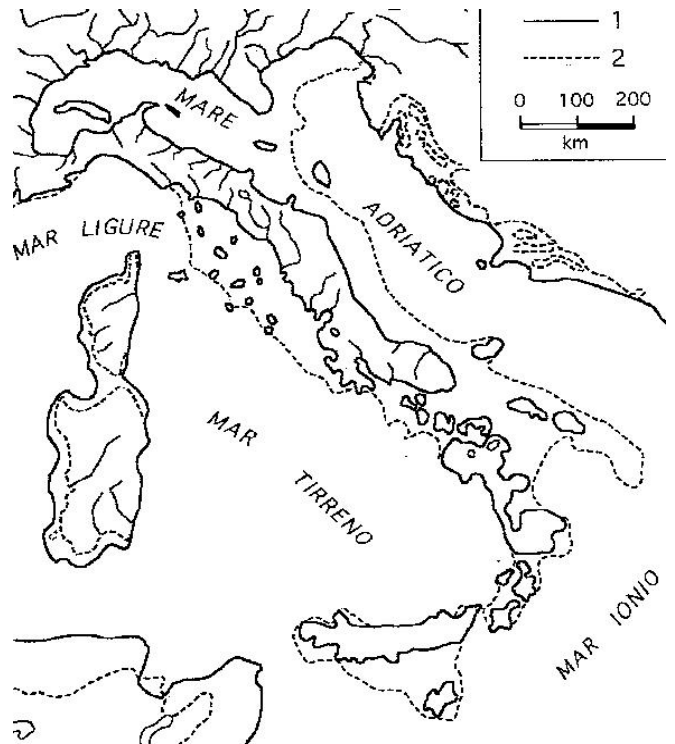 1
2
0 100 200
km
MARE
ADRIATICO
MAR LIGURE
MAR
TIRRENO
MAR IONIO